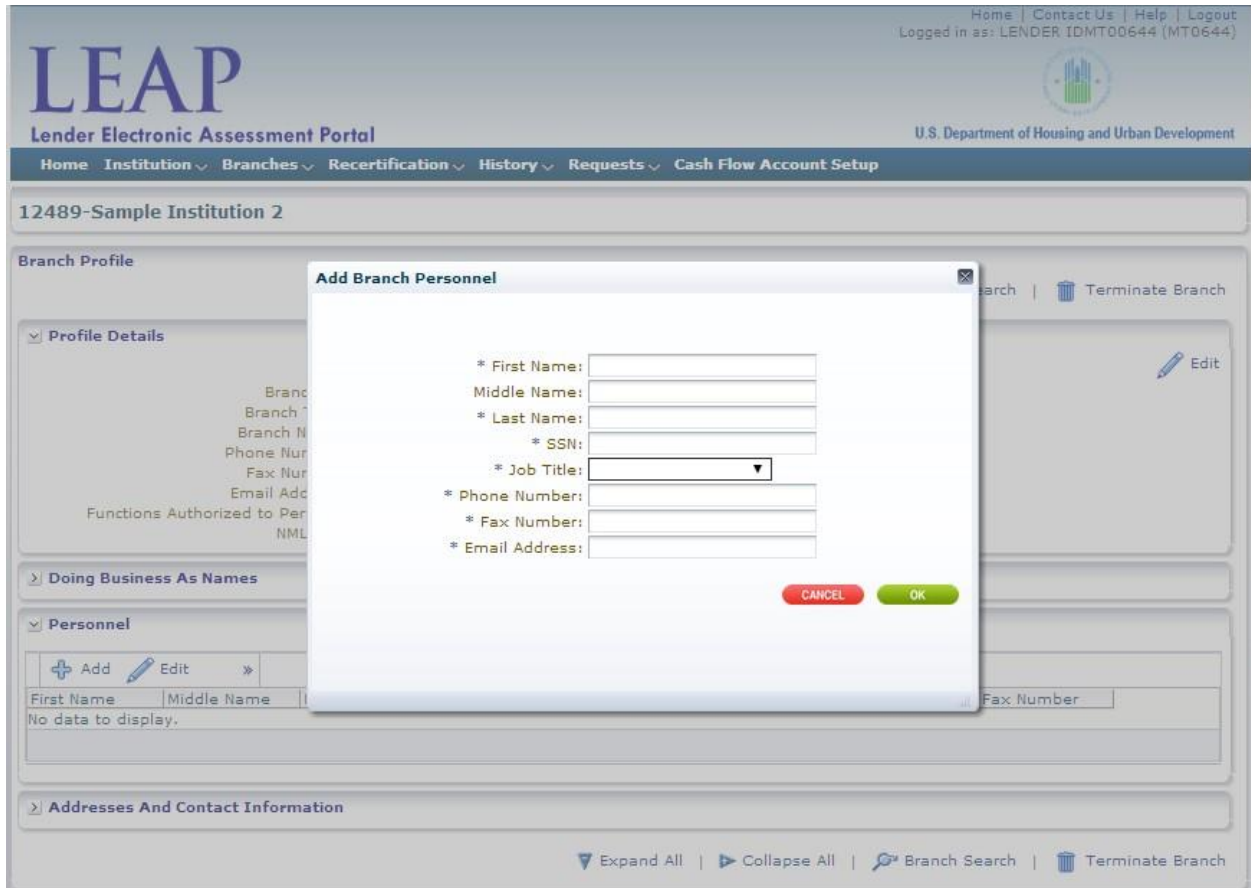 Home | Contact Us | Help | Logout
Logged in as: LENDER IDMT00644 (MT0644)
LEAP
Lender Electronic Assessment Portal
U.S. Department of Housing and Urban Development
Home Institution Branches Recertification History Requests Cash Flow Account Setup
12489-Sample Institution 2
Branch Profile
Add Branch Personnel
| Terminate Branch
Profile Details
Edit
* First Name:
Middle Name:
* Last Name:
* SSN:
* Job Title:
* Phone Number:
* Fax Number:
* Email Address:
Branch
Functions Authorized to
CANCEL OK
Doing Business As Names
Personnel
Add Edit »
First Name Middle Name Fax Number
No data to display.
Addresses And Contact Information
Expand All | Collapse All | Branch Search | Terminate Branch